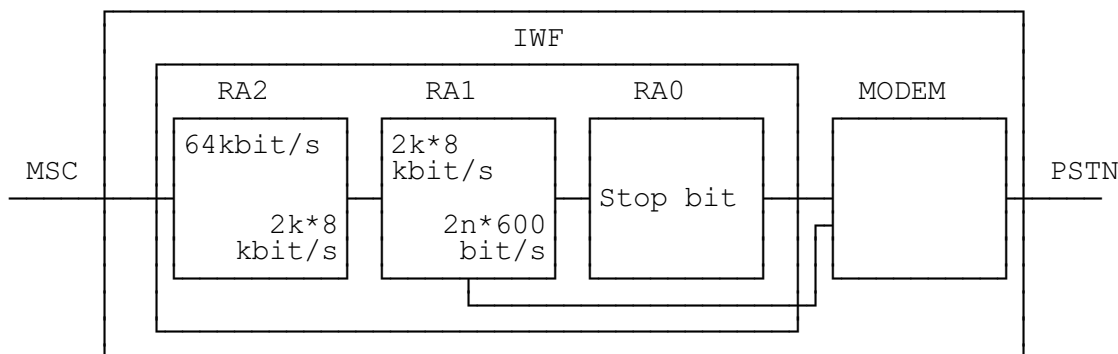 IWF
RA2
RA1
RA0
MODEM
64kbit/s
2k*8
kbit/s
MSC
PSTN
Stop bit
2k*8
kbit/s
2n*600
bit/s